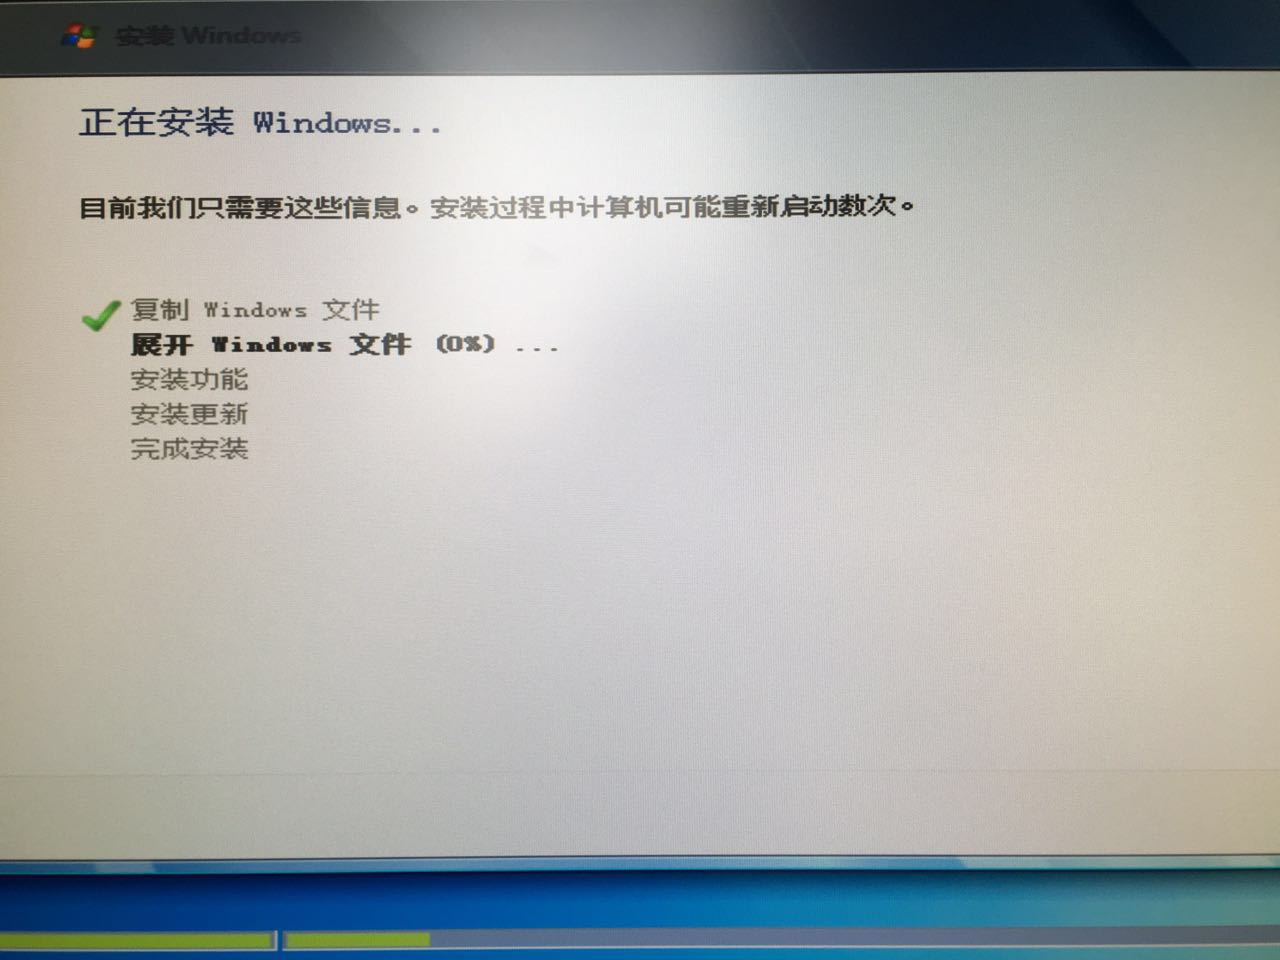 安装 Windows
正在安装 Windows...
目前我们只需要这些信息。安装过程中计算机可能重新启动数次。
复制 Windows 文件
展开 Windows 文件 (0%) ...
安装功能
安装更新
完成安装